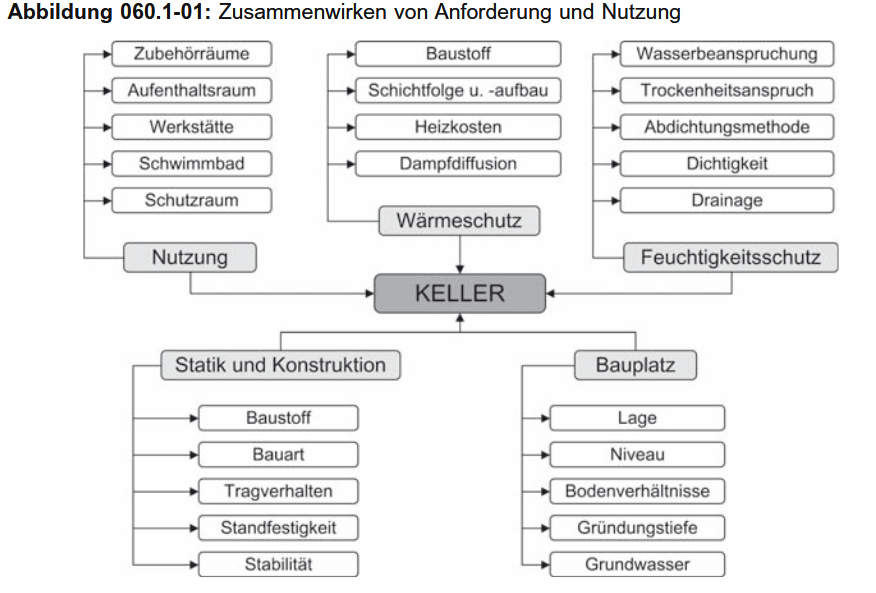 Abbildung 060.1-01: Zusammenwirken von Anforderung und Nutzung
Zubehörräume
Aufenthaltsraum
Werkstätte
Schwimmbad
Schutzraum
Nutzung
Baustoff
Schichtfolge u. -aufbau
Heizkosten
Dampfdiffusion
Wärmeschutz
Wasserbeanspruchung
Trockenheitsanspruch
Abdichtungsmethode
Dichtigkeit
Drainage
Feuchtigkeitsschutz
KELLER
Statik und Konstruktion
Baustoff
Bauart
Tragverhalten
Standfestigkeit
Stabilität
Bauplatz
Lage
Niveau
Bodenverhältnisse
Gründungstiefe
Grundwasser